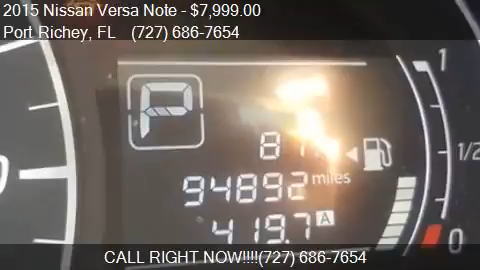 2015 Nissan Versa Note - $7,999.00
Port Richey, FL (727) 686-7654
P
1
94892 miles
1/2
419.7 A
0
CALL RIGHT NOW!!!!(727) 686-7654